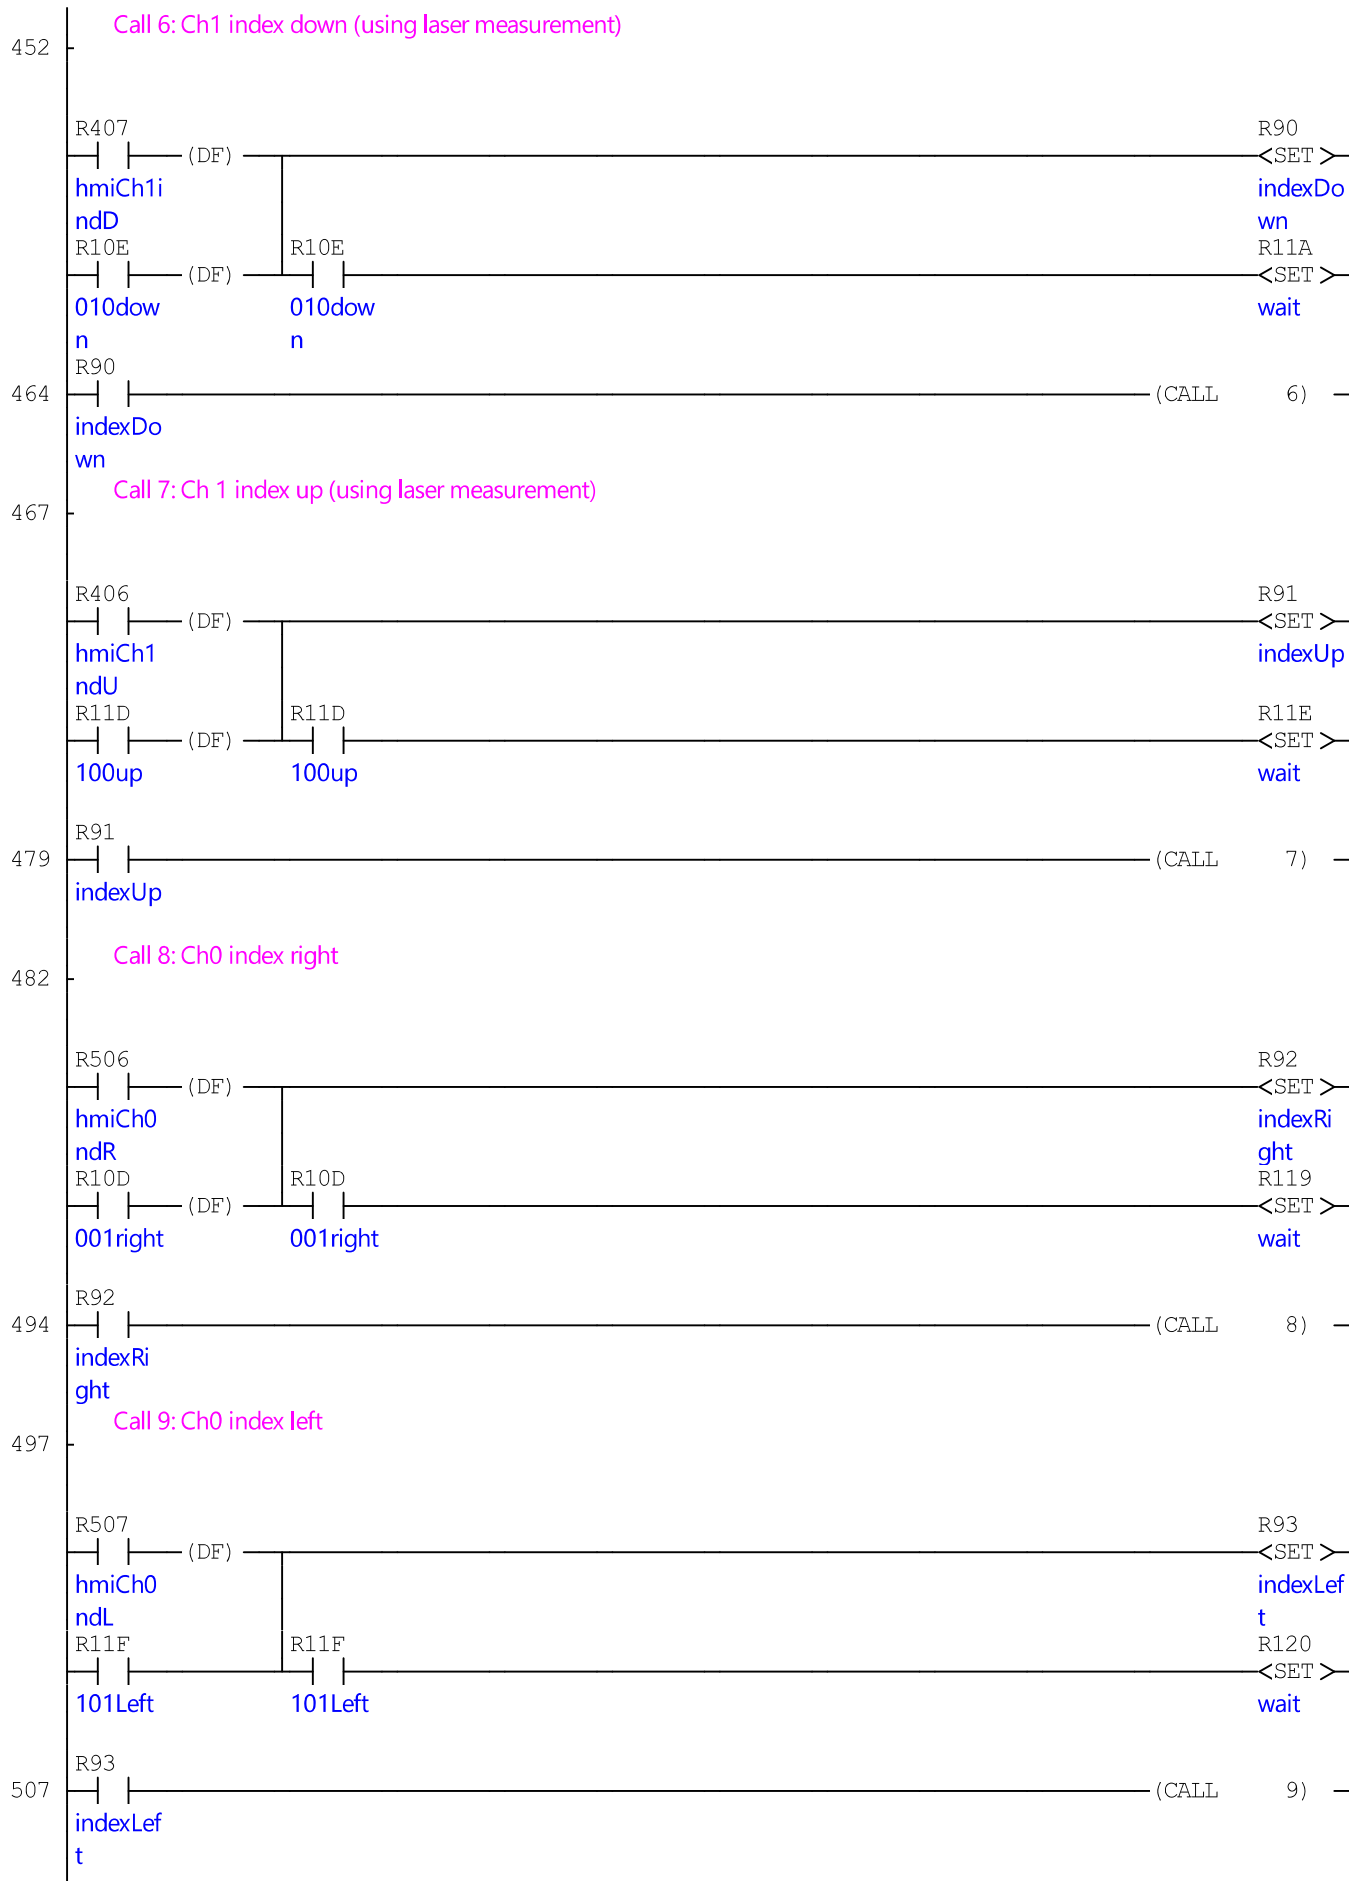 Call 6: Ch1 index down (using laser measurement)
452
R407 R90
(DF) <SET>
hmiCh1i indexDo
ndD wn
R10E R10E R11A
(DF) <SET>
010dow 010dow wait
n n
R90
464 (CALL 6)
indexDo
wn
Call 7: Ch 1 index up (using laser measurement)
467
R406 R91
(DF) <SET>
hmiCh1 indexUp
ndU
R11D R11D R11E
(DF) <SET>
100up 100up wait
R91
479 (CALL 7)
indexUp
Call 8: Ch0 index right
482
R506 R92
(DF) <SET>
hmiCh0 indexRi
ndR ght
R10D R10D R119
(DF) <SET>
001right 001right wait
R92
494 (CALL 8)
indexRi
ght
Call 9: Ch0 index left
497
R507 R93
(DF) <SET>
hmiCh0 indexLef
ndL t
R11F R11F R120
<SET>
101Left 101Left wait
R93
507 (CALL 9)
indexLef
t